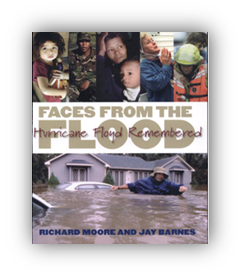 FACES FROM THE
FLOOD
Hurricane Floyd Remembered
RICHARD MOORE AND JAY BARNES